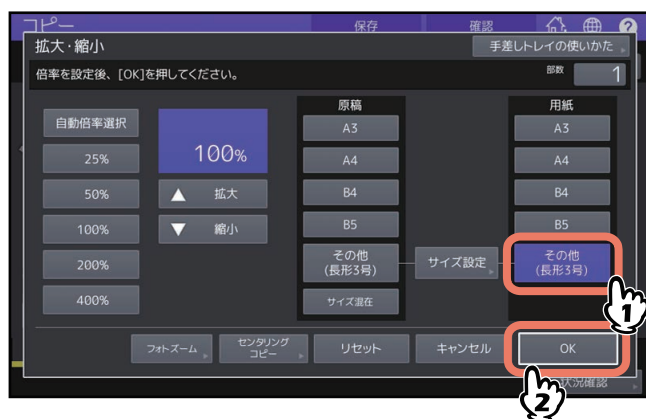 コピー
保存
確認
?
拡大・縮小
手差しトレイの使いかた
倍率を設定後、[OK]を押してください。
部数
1
自動倍率選択
25%
50%
100%
200%
400%
100%
拡大
縮小
原稿
A3
A4
B4
B5
その他
(長形3号)
サイズ混在
サイズ設定
用紙
A3
A4
B4
B5
その他
(長形3号)
1
フォトズーム
センタリング
コピー
リセット
キャンセル
OK
2
状況確認